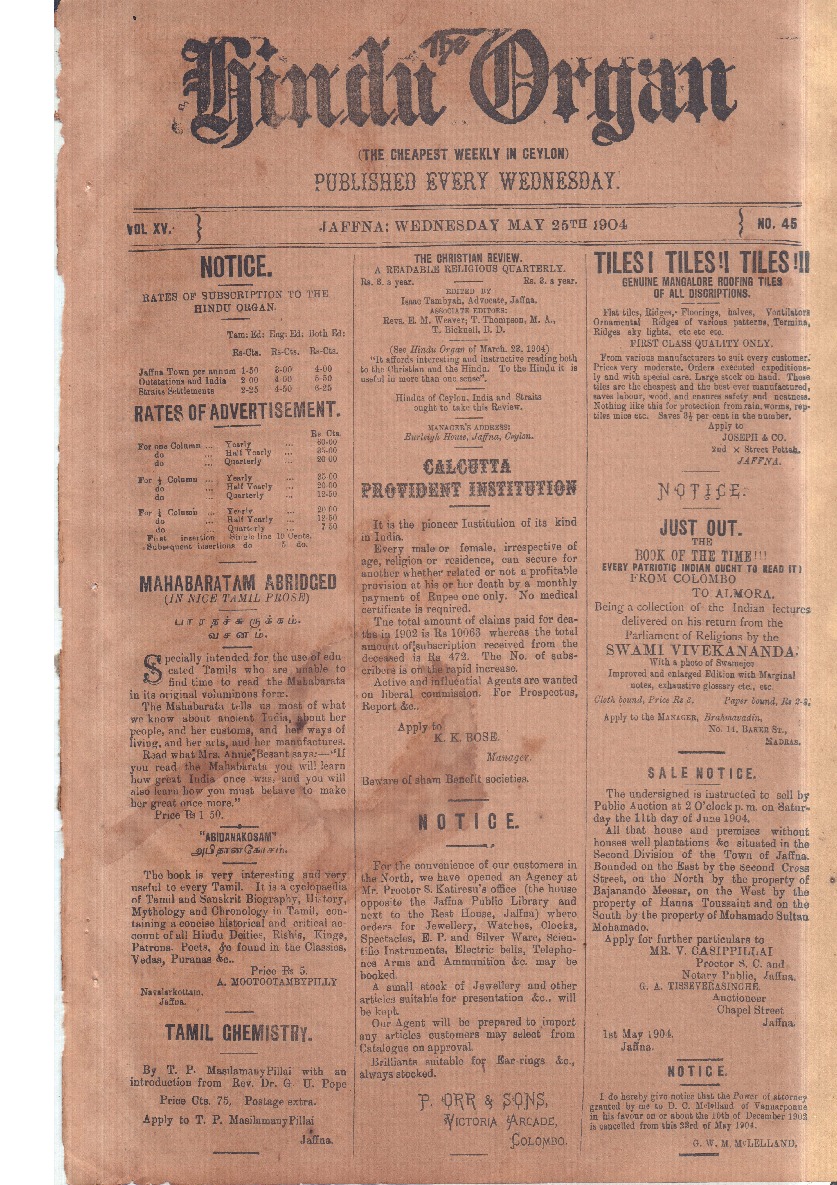 The
Hindu Organ
(THE CHEAPEST WEEKLY IN CEYLON)
PUBLISHED EVERY WEDNESDAY.
VOL XV.
JAFFNA: WEDNESDAY MAY 25TH 1904
NO. 45
NOTICE.
RATES OF SUBSCRIPTION TO THE
HINDU ORGAN.
Tam: Ed: Eng: Ed: Both Ed:
Rs-Cts. Rs-Cts. Rs-Cts.
Jaffna Town per annum 1-50 3-00 4-00
Outstations and India 2-00 4-00 5-50
Straits Settlements 2-25 4-50 6-25
RATES OF ADVERTISEMENT.
Rs Cts.
For one Column ... Yearly ... 60-00
do ... Half Yearly ... 35-00
do ... Quarterly ... 20-00
For ½ Column ... Yearly ... 35-00
do ... Half Yearly ... 20-00
do ... Quarterly ... 12-50
Column ... Yearly ... 20-00
do ... Half Yearly ... 12-50
do ... Quarterly ... 7-50
First insertion Single line 10 Cents.
Subsequent insertions do 5 do.
MAHABARATAM ABRIDGED
(IN NICE TAMIL PROSE)
பாரதச்சுருக்கம்.
வசனம்.
Specially intended for the use of edu-
cated Tamils who are unable to
find time to read the Mahabarata
in its original voluminous form.
The Mahabarata tells us most of what
we know about ancient India, about her
people, and her customs, and her ways of
living, and her arts, and her manufactures.
Read what Mrs. Annie Besant says:—"If
you read the Mahabarata you will learn
how great India once was, and you will
also learn how you must behave to make
her great once more."
Price Rs 1 50.
"ABIDANAKOSAM"
அபிதானகோசம்.
The book is very interesting and very
useful to every Tamil. It is a cyclopaedia
of Tamil and Sanskrit Biography, History,
Mythology and Chronology in Tamil, con-
taining a concise historical and critical ac-
count of all Hindu Deities, Rishis, Kings,
Patrons. Poets, &c found in the Classics,
Vedas, Puranas &c.
Price Rs 5.
A. MOOTOOTAMBYPILLY
Navalarkottam,
Jaffna.
TAMIL CHEMISTRY.
By T. P. MasilamanyPillai with an
introduction from Rev. Dr. G. U. Pope
Price Cts. 75, Postage extra.
Apply to T. P. MasilamanyPillai
Jaffna.
THE CHRISTIAN REVIEW.
A READABLE RELIGIOUS QUARTERLY.
Rs. 2. a year. Rs. 2. a year.
EDITED BY
Isaac Tambyah, Advocate, Jaffna.
ASSOCIATE EDITORS:
Revs. E. M. Weaver; T. Thompson, M. A.,
T. Bicknell, B. D.
(See Hindu Organ of March. 23, 1904)
"It affords interesting and instructive reading both
to the Christian and the Hindu. To the Hindu it is
useful in more than one sense".
Hindus of Ceylon, India and Straits
ought to take this Review.
MANAGER'S ADDRESS:
Burleigh House, Jaffna, Ceylon.
CALCUTTA
PROVIDENT INSTITUTION
It is the pioneer Institution of its kind
in India.
Every male or female, irrespective of
age, religion or residence, can secure for
another whether related or not a profitable
provision at his or her death by a monthly
payment of Rupee one only. No medical
certificate is required.
The total amount of claims paid for dea-
ths in 1902 is Rs 10063 whereas the total
amount of subscription received from the
deceased is Rs 472. The No. of subs-
cribers is on the rapid increase.
Active and influential Agents are wanted
on liberal commission. For Prospectus,
Report &c..
Apply to
K. K. BOSE.
Manager.
Beware of sham Benefit societies.
NOTICE.
For the convenience of our customers in
the North, we have opened an Agency at
Mr. Proctor S. Katiresu's office (the house
opposite the Jaffna Public Library and
next to the Rest House, Jaffna) where
orders for Jewellery, Watches, Clocks,
Spectacles, E. P. and Silver Ware, Scien-
tific Instruments, Electric bells, Telepho-
nes Arms and Ammunition &c. may be
booked.
A small stock of Jewellery and other
articles suitable for presentation &c., will
be kept.
Our Agent will be prepared to import
any articles customers may select from
Catalogue on approval.
Brilliants suitable for Ear-rings &c.,
always stocked.
P. ORR & SONS,
VICTORIA ARCADE,
COLOMBO.
TILES! TILES!! TILES!!!
GENUINE MANGALORE ROOFING TILES
OF ALL DISCRIPTIONS.
Flat tiles, Ridges, Floorings, halves, Ventilators
Ornamental Ridges of various patterns, Termina,
Ridges sky lights, etc etc etc.
FIRST CLASS QUALITY ONLY.
From various manufacturers to suit every customer.
Prices very moderate. Orders executed expeditious-
ly and with special care. Large stock on hand. These
tiles are the cheapest and the best ever manufactured,
saves labour, wood, and ensures safety and neatness.
Nothing like this for protection from rain, worms, rep-
tiles mice etc. Saves per cent in the number.
Apply to
JOSEPH & CO.
2nd × Street Pettah,
JAFFNA.
NOTICE.
JUST OUT.
THE
BOOK OF THE TIME!!!
EVERY PATRIOTIC INDIAN OUGHT TO READ IT!
FROM COLOMBO
TO ALMORA.
Being a collection of the Indian lectures
delivered on his return from the
Parliament of Religions by the
SWAMI VIVEKANANDA.
With a photo of Swamejee
Improved and enlarged Edition with Marginal
notes, exhaustive glossary etc., etc.
Cloth bound, Price Rs 3, Paper bound, Rs 2-8.
Apply to the MANAGER, Brahmavadin,
No. 14. BAKER ST.,
MADRAS.
SALE NOTICE.
The undersigned is instructed to sell by
Public Auction at 2 O'clock p. m. on Satur-
day the 11th day of June 1904.
All that house and premises without
houses well plantations &c situated in the
Second Division of the Town of Jaffna.
Bounded on the East by the Second Cross
Street, on the North by the property of
Bajanando Meesar, on the West by the
property of Hanna Toussaint and on the
South by the property of Mohamado Sultan
Mohamado.
Apply for further particulars to
MR. V. CASIPPILLAI
Proctor S. C. and
Notary Public, Jaffna.
G. A. TISSEVERASINGHE.
Auctioneer
Chapel Street
Jaffna.
1st May 1904.
Jaffna.
NOTICE.
I do hereby give notice that the Power of attorney
granted by me to D. C. Mclelland of Vannarponne
in his favour on or about the 10th of December 1902
is cancelled from this 23rd of May 1904.
G. W. M. MCLELLAND.